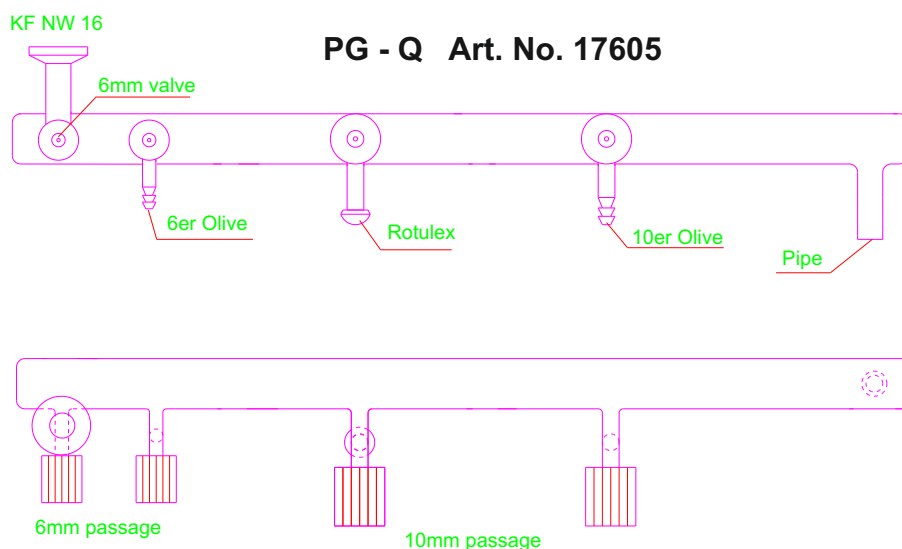 KF NW 16
PG - Q Art. No. 17605
6mm valve
6er Olive
Rotulex
10er Olive
Pipe
6mm passage
10mm passage